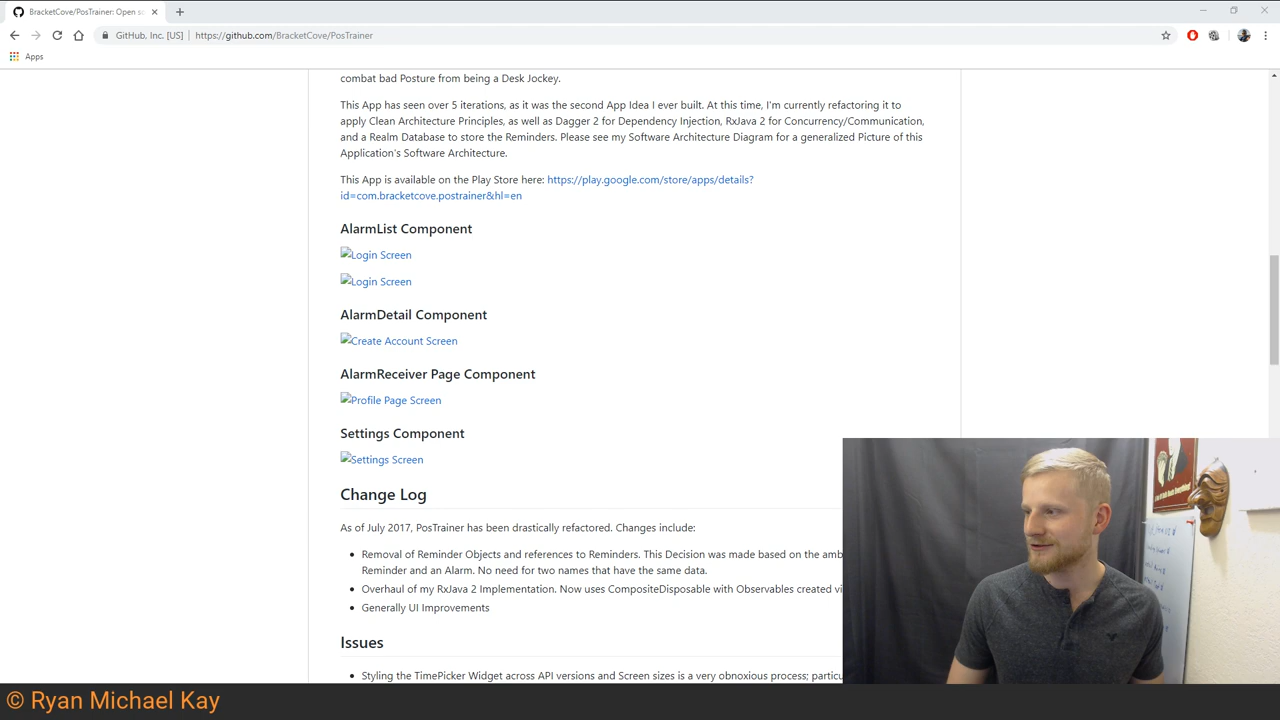 BracketCove/PosTrainer: Open so
GitHub, Inc. [US] | https://github.com/BracketCove/PosTrainer
Apps
combat bad Posture from being a Desk Jockey.
This App has seen over 5 iterations, as it was the second App Idea I ever built. At this time, I'm currently refactoring it to
apply Clean Architecture Principles, as well as Dagger 2 for Dependency Injection, RxJava 2 for Concurrency/Communication,
and a Realm Database to store the Reminders. Please see my Software Architecture Diagram for a generalized Picture of this
Application's Software Architecture.
This App is available on the Play Store here: https://play.google.com/store/apps/details?
id=com.bracketcove.postrainer&hl=en
AlarmList Component
Login Screen
Login Screen
AlarmDetail Component
Create Account Screen
AlarmReceiver Page Component
Profile Page Screen
Settings Component
Settings Screen
Change Log
As of July 2017, PosTrainer has been drastically refactored. Changes include:
Removal of Reminder Objects and references to Reminders. This Decision was made based on the amb
Reminder and an Alarm. No need for two names that have the same data.
Overhaul of my RxJava 2 Implementation. Now uses CompositeDisposable with Observables created vi
Generally UI Improvements
Issues
Styling the TimePicker Widget across API versions and Screen sizes is a very obnoxious process; particu
© Ryan Michael Kay